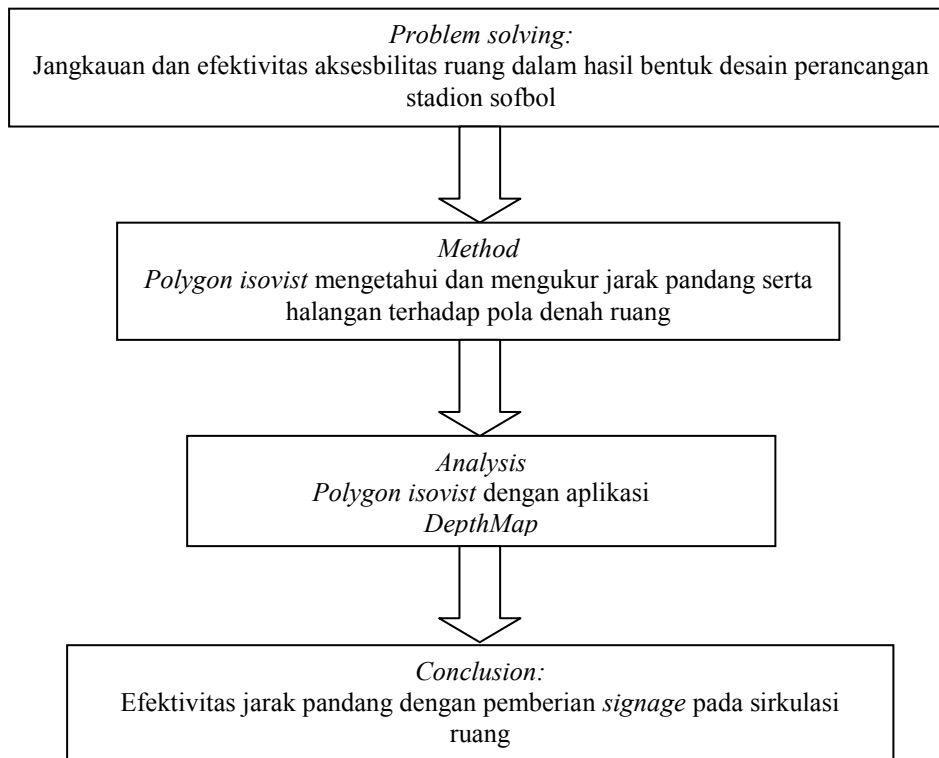 Problem solving:
Jangkauan dan efektivitas aksesbilitas ruang dalam hasil bentuk desain perancangan
stadion sofbol
Method
Polygon isovist mengetahui dan mengukur jarak pandang serta
halangan terhadap pola denah ruang
Analysis
Polygon isovist dengan aplikasi
DepthMap
Conclusion:
Efektivitas jarak pandang dengan pemberian signage pada sirkulasi
ruang